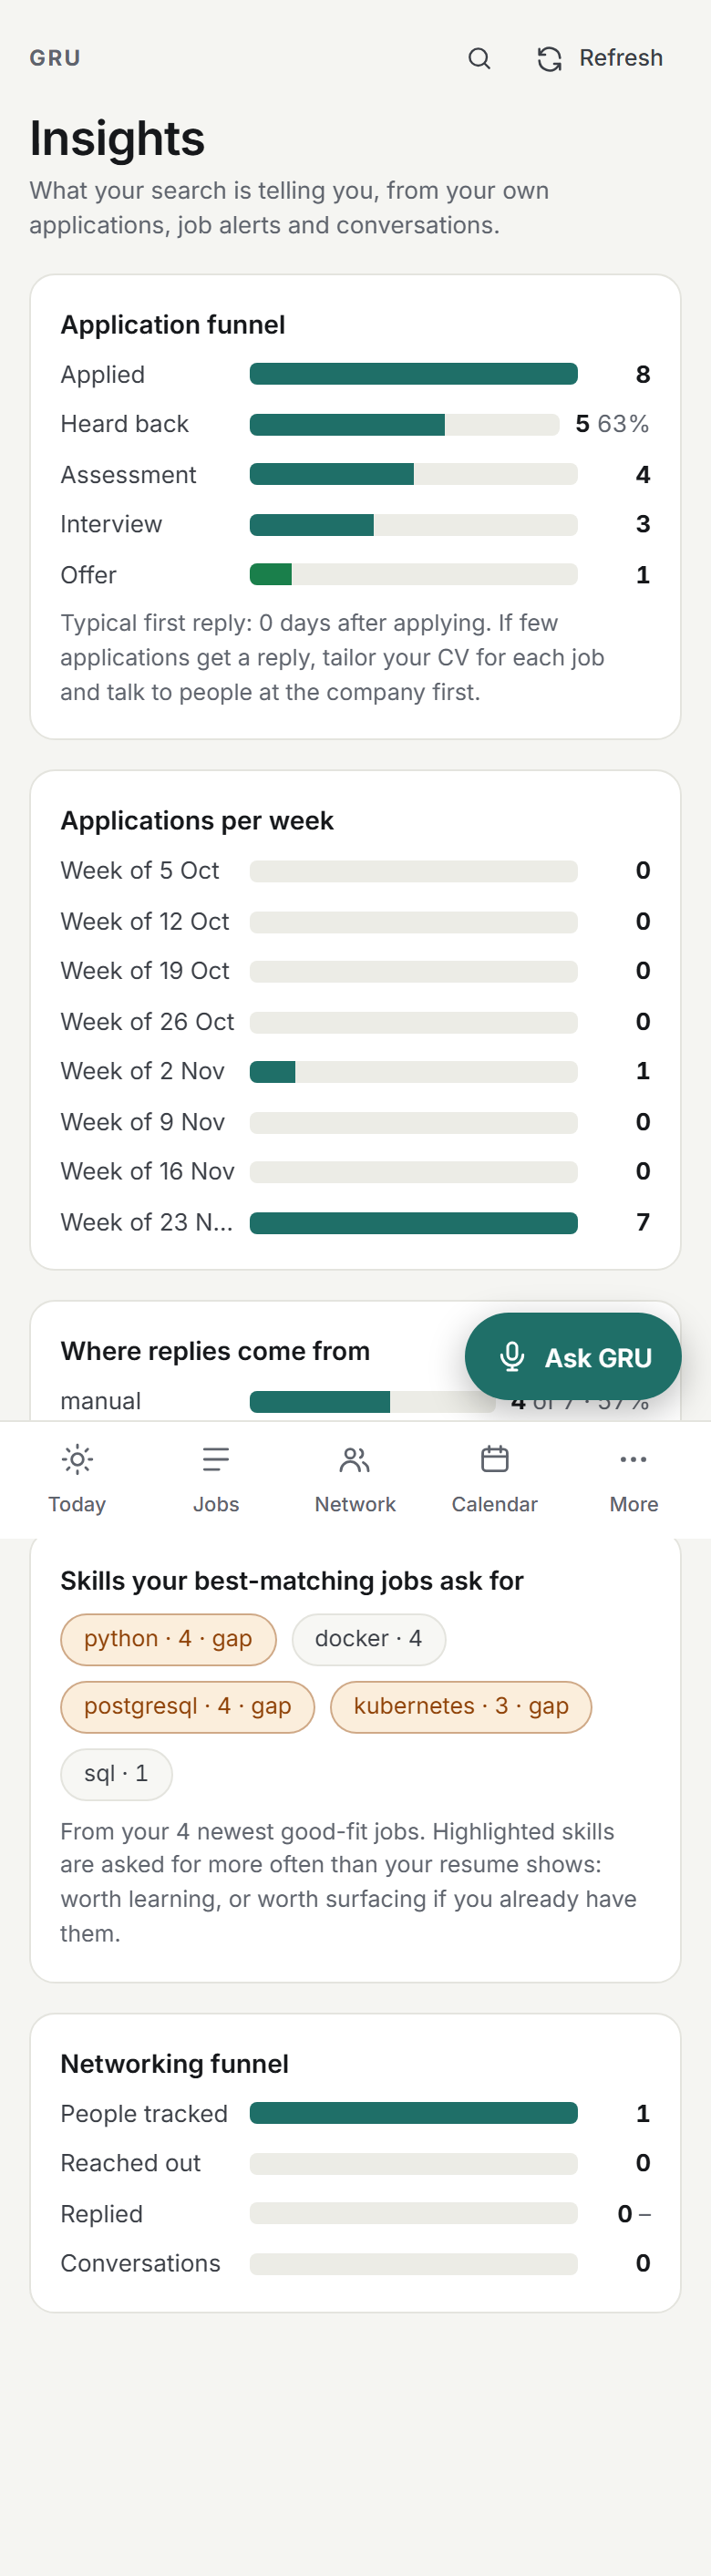 GRU
Refresh
Insights
What your search is telling you, from your own
applications, job alerts and conversations.
Application funnel
Applied 8
Heard back 5 63%
Assessment 4
Interview 3
Offer 1
Typical first reply: 0 days after applying. If few
applications get a reply, tailor your CV for each job
and talk to people at the company first.
Applications per week
Week of 5 Oct 0
Week of 12 Oct 0
Week of 19 Oct 0
Week of 26 Oct 0
Week of 2 Nov 1
Week of 9 Nov 0
Week of 16 Nov 0
Week of 23 N... 7
Where replies come from
Ask GRU
manual 4 of 7 · 57%
Today Jobs Network Calendar More
Skills your best-matching jobs ask for
python · 4 · gap docker · 4
postgresql · 4 · gap kubernetes · 3 · gap
sql · 1
From your 4 newest good-fit jobs. Highlighted skills
are asked for more often than your resume shows:
worth learning, or worth surfacing if you already have
them.
Networking funnel
People tracked 1
Reached out 0
Replied 0 –
Conversations 0